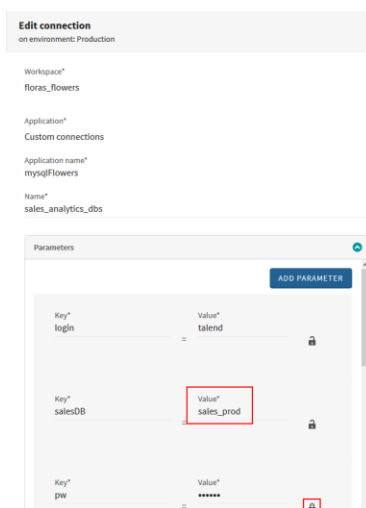 Edit connection
on environment: Production
Workspace*
floras_flowers
Application*
Custom connections
Application name*
mysqlFlowers
Name*
sales_analytics_dbs
Parameters
ADD PARAMETER
Key* Value*
login = talend
Key* Value*
salesDB = sales_prod
Key* Value*
pw = ••••••